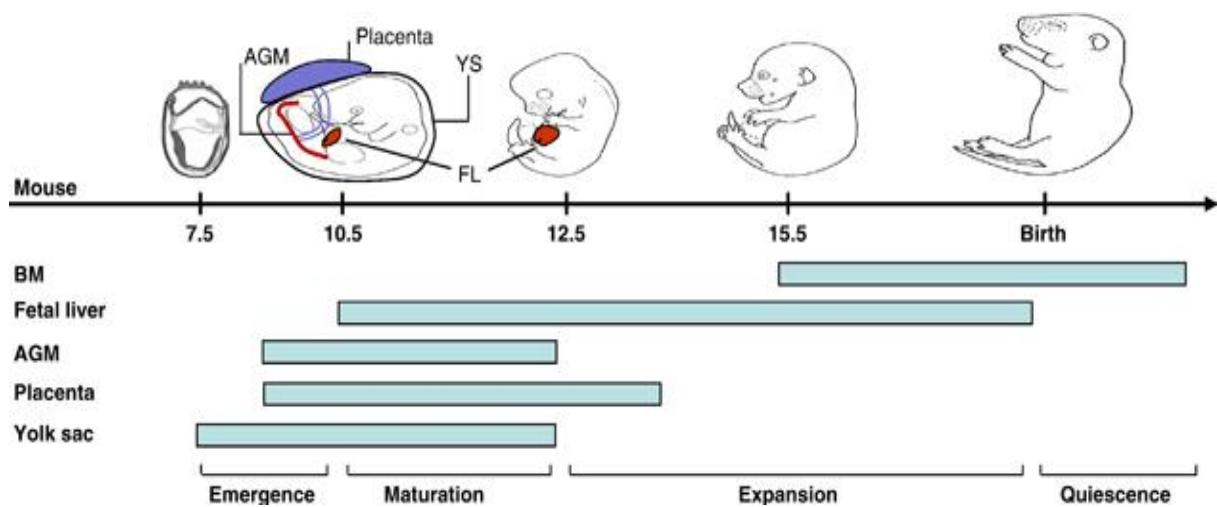 Placenta
AGM
YS
FL
Mouse
7.5 10.5 12.5 15.5 Birth
BM
Fetal liver
AGM
Placenta
Yolk sac
Emergence Maturation Expansion Quiescence